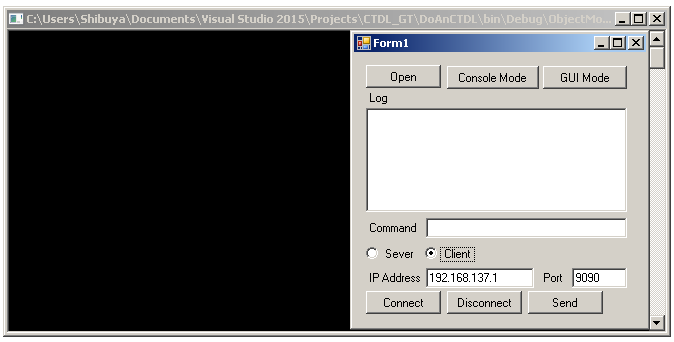 C:\Users\Shibuya\Documents\Visual Studio 2015\Projects\CTDL_GT\DoAnCTDL\bin\Debug\ObjectMo...
Form1
Open Console Mode GUI Mode
Log
Command
Sever Client
IP Address 192.168.137.1 Port 9090
Connect Disconnect Send